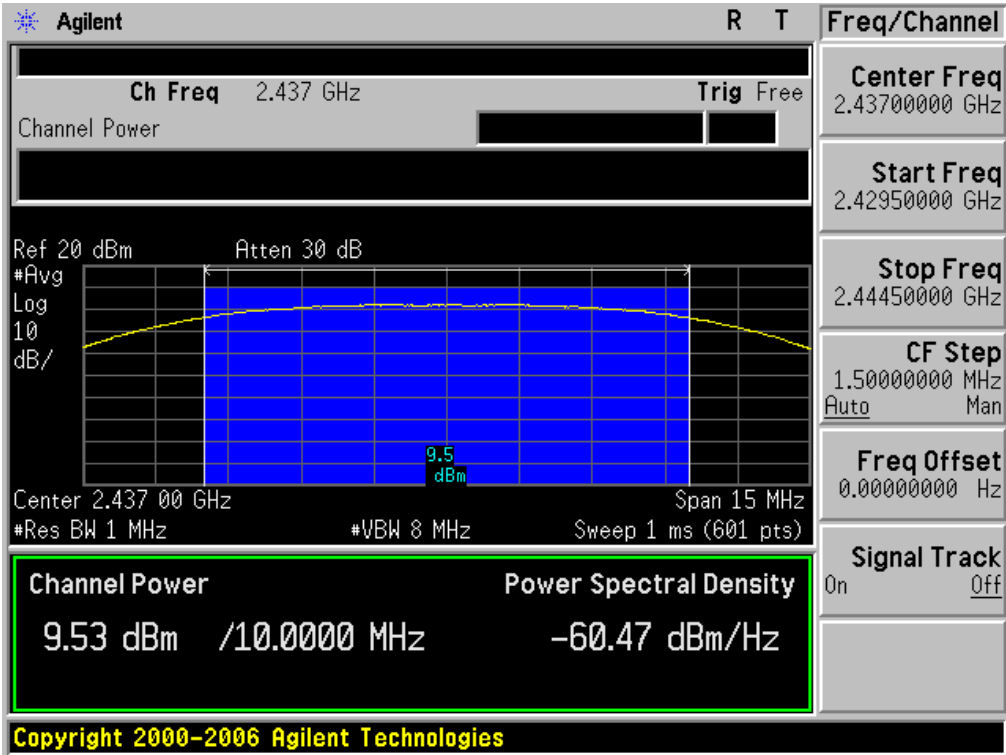 Agilent R T
Freq/Channel
Ch Freq 2.437 GHz Trig Free
Channel Power
Ref 20 dBm Atten 30 dB
#Avg
Log
10
dB/
9.5
dBm
Center 2.437 00 GHz Span 15 MHz
#Res BW 1 MHz #VBW 8 MHz Sweep 1 ms (601 pts)
Channel Power Power Spectral Density
9.53 dBm /10.0000 MHz -60.47 dBm/Hz
Center Freq
2.43700000 GHz
Start Freq
2.42950000 GHz
Stop Freq
2.44450000 GHz
CF Step
1.50000000 MHz
Auto Man
Freq Offset
0.00000000 Hz
Signal Track
On Off
Copyright 2000-2006 Agilent Technologies